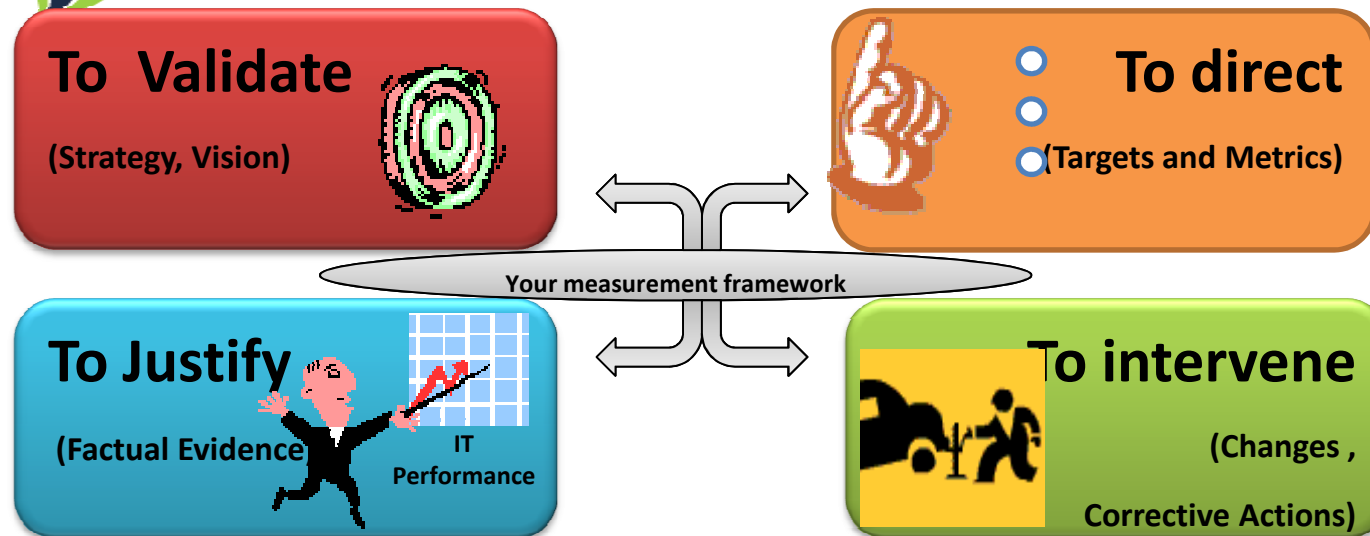 To Validate
(Strategy, Vision)
To direct
(Targets and Metrics)
Your measurement framework
To Justify
(Factual Evidence
IT
Performance
To intervene
(Changes ,
Corrective Actions)